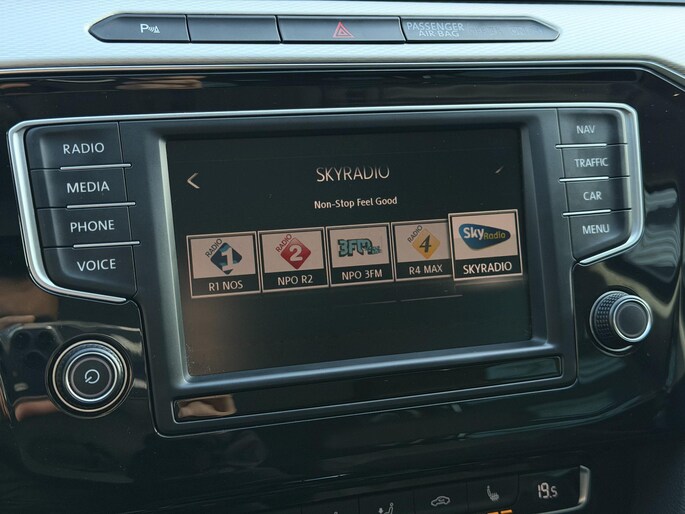 P
PASSENGER
AIR BAG
RADIO
MEDIA
PHONE
VOICE
SKYRADIO
Non-Stop Feel Good
RADIO 1
R1 NOS
RADIO 2
NPO R2
3FM
NPO 3FM
RADIO 4
R4 MAX
Sky Radio
SKYRADIO
NAV
TRAFFIC
CAR
MENU
19.5